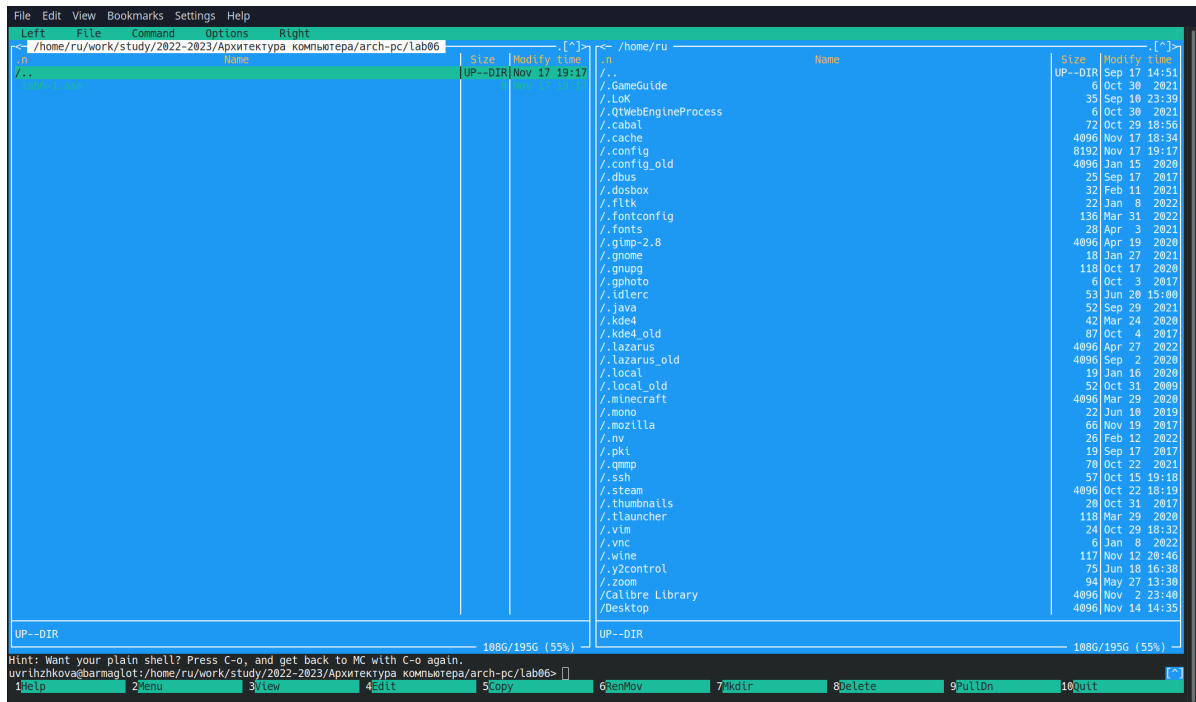 File Edit View Bookmarks Settings Help
Left File Command Options Right
<- /home/ru/work/study/2022-2023/Архитектура компьютера/arch-pc/lab06 .[^]>
.n Name Size Modify time
/.. UP--DIR Nov 17 19:17
UP--DIR
108G/195G (55%)
<- /home/ru .[^]>
.n Name Size Modify time
/.. UP--DIR Sep 17 14:51
/.GameGuide 6 Oct 30 2021
/.LoK 35 Sep 10 23:39
/.QtWebEngineProcess 6 Oct 30 2021
/.cabal 72 Oct 29 18:56
/.cache 4096 Nov 17 18:34
/.config 8192 Nov 17 19:17
/.config_old 4096 Jan 15 2020
/.dbus 25 Sep 17 2017
/.dosbox 32 Feb 11 2021
/.fltk 22 Jan 8 2022
/.fontconfig 136 Mar 31 2022
/.fonts 28 Apr 3 2021
/.gimp-2.8 4096 Apr 19 2020
/.gnome 18 Jan 27 2021
/.gnupg 118 Oct 17 2020
/.gphoto 6 Oct 3 2017
/.idlerc 53 Jun 20 15:00
/.java 52 Sep 29 2021
/.kde4 42 Mar 24 2020
/.kde4_old 87 Oct 4 2017
/.lazarus 4096 Apr 27 2022
/.lazarus_old 4096 Sep 2 2020
/.local 19 Jan 16 2020
/.local_old 52 Oct 31 2009
/.minecraft 4096 Mar 29 2020
/.mono 22 Jun 10 2019
/.mozilla 66 Nov 19 2017
/.nv 26 Feb 12 2022
/.pki 19 Sep 17 2017
/.qmmp 70 Oct 22 2021
/.ssh 57 Oct 15 19:18
/.steam 4096 Oct 22 18:19
/.thumbnails 20 Oct 31 2017
/.tlauncher 118 Mar 29 2020
/.vim 24 Oct 29 18:32
/.vnc 6 Jan 8 2022
/.wine 117 Nov 12 20:46
/.y2control 75 Jun 18 16:38
/.zoom 94 May 27 13:30
/Calibre Library 4096 Nov 2 23:40
/Desktop 4096 Nov 14 14:35
UP--DIR
108G/195G (55%)
Hint: Want your plain shell? Press C-o, and get back to MC with C-o again.
uvrihzhkova@barmaglot:/home/ru/work/study/2022-2023/Архитектура компьютера/arch-pc/lab06> [^]
1Help 2Menu 3View 4Edit 5Copy 6RenMov 7Mkdir 8Delete 9PullDn 10Quit